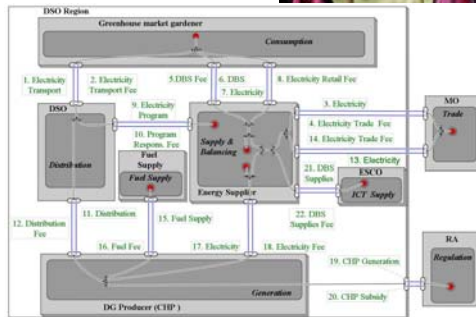 DSO Region
Greenhouse market gardener
Consumption
1. Electricity
Transport
2. Electricity
Transport Fee
5.DBS Fee
6. DBS
7. Electricity
8. Electricity Retail Fee
9. Electricity
Program
3. Electricity
DSO
MO
Trade
4. Electricity Trade Fee
10. Program
Respons. Fee
14. Electricity Trade Fee
Supply &
Balancing
Fuel
Supply
Distribution
Fuel Supply
21. DBS
Supplies
13. Electricity
ESCO
ICT Supply
Energy Supplier
12. Distribution
Fee
11. Distribution
15. Fuel Supply
22. DBS
Supplies Fee
RA
Regulation
16. Fuel Fee
17. Electricity
18. Electricity Fee
19. CHP Generation
Generation
20. CHP Subsidy
DG Producer (CHP )